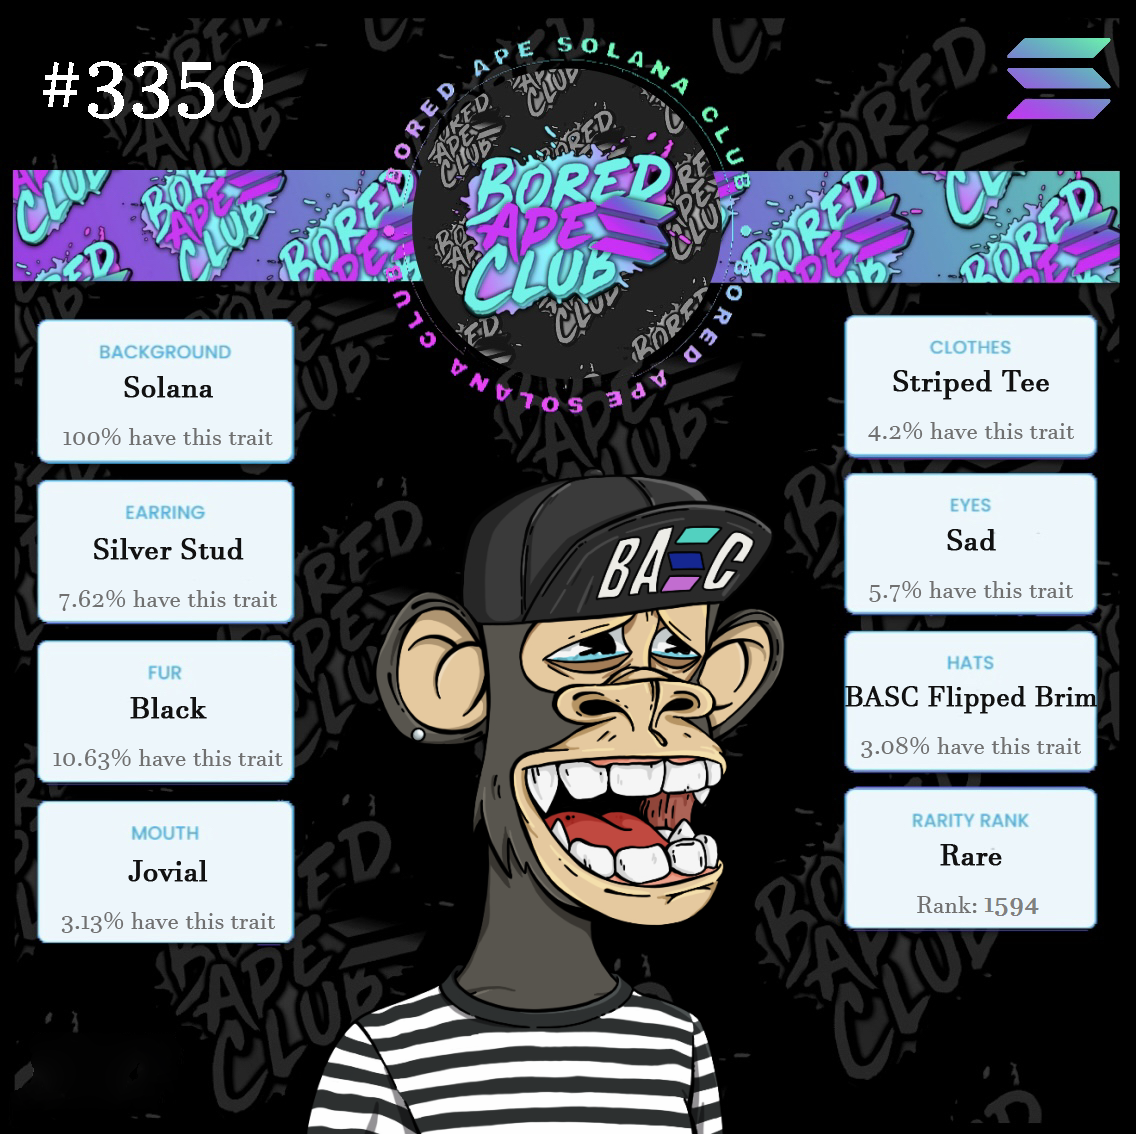 #3350
BORED APE SOLANA CLUB
BORED APE SOLANA CLUB
BORED
APE
CLUB
BACKGROUND
Solana
100% have this trait
EARRING
Silver Stud
7.62% have this trait
FUR
Black
10.63% have this trait
MOUTH
Jovial
3.13% have this trait
CLOTHES
Striped Tee
4.2% have this trait
EYES
Sad
5.7% have this trait
HATS
BASC Flipped Brim
3.08% have this trait
RARITY RANK
Rare
Rank: 1594
BASC